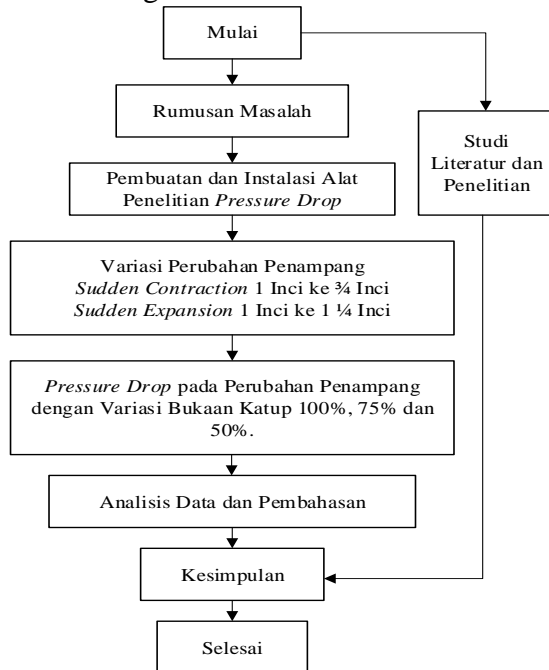 Mulai
Rumusan Masalah
Studi
Literatur dan
Penelitian
Pembuatan dan Instalasi Alat
Penelitian Pressure Drop
Variasi Perubahan Penampang
Sudden Contraction 1 Inci ke ¾ Inci
Sudden Expansion 1 Inci ke 1 ¼ Inci
Pressure Drop pada Perubahan Penampang
dengan Variasi Bukaan Katup 100%, 75% dan
50%.
Analisis Data dan Pembahasan
Kesimpulan
Selesai